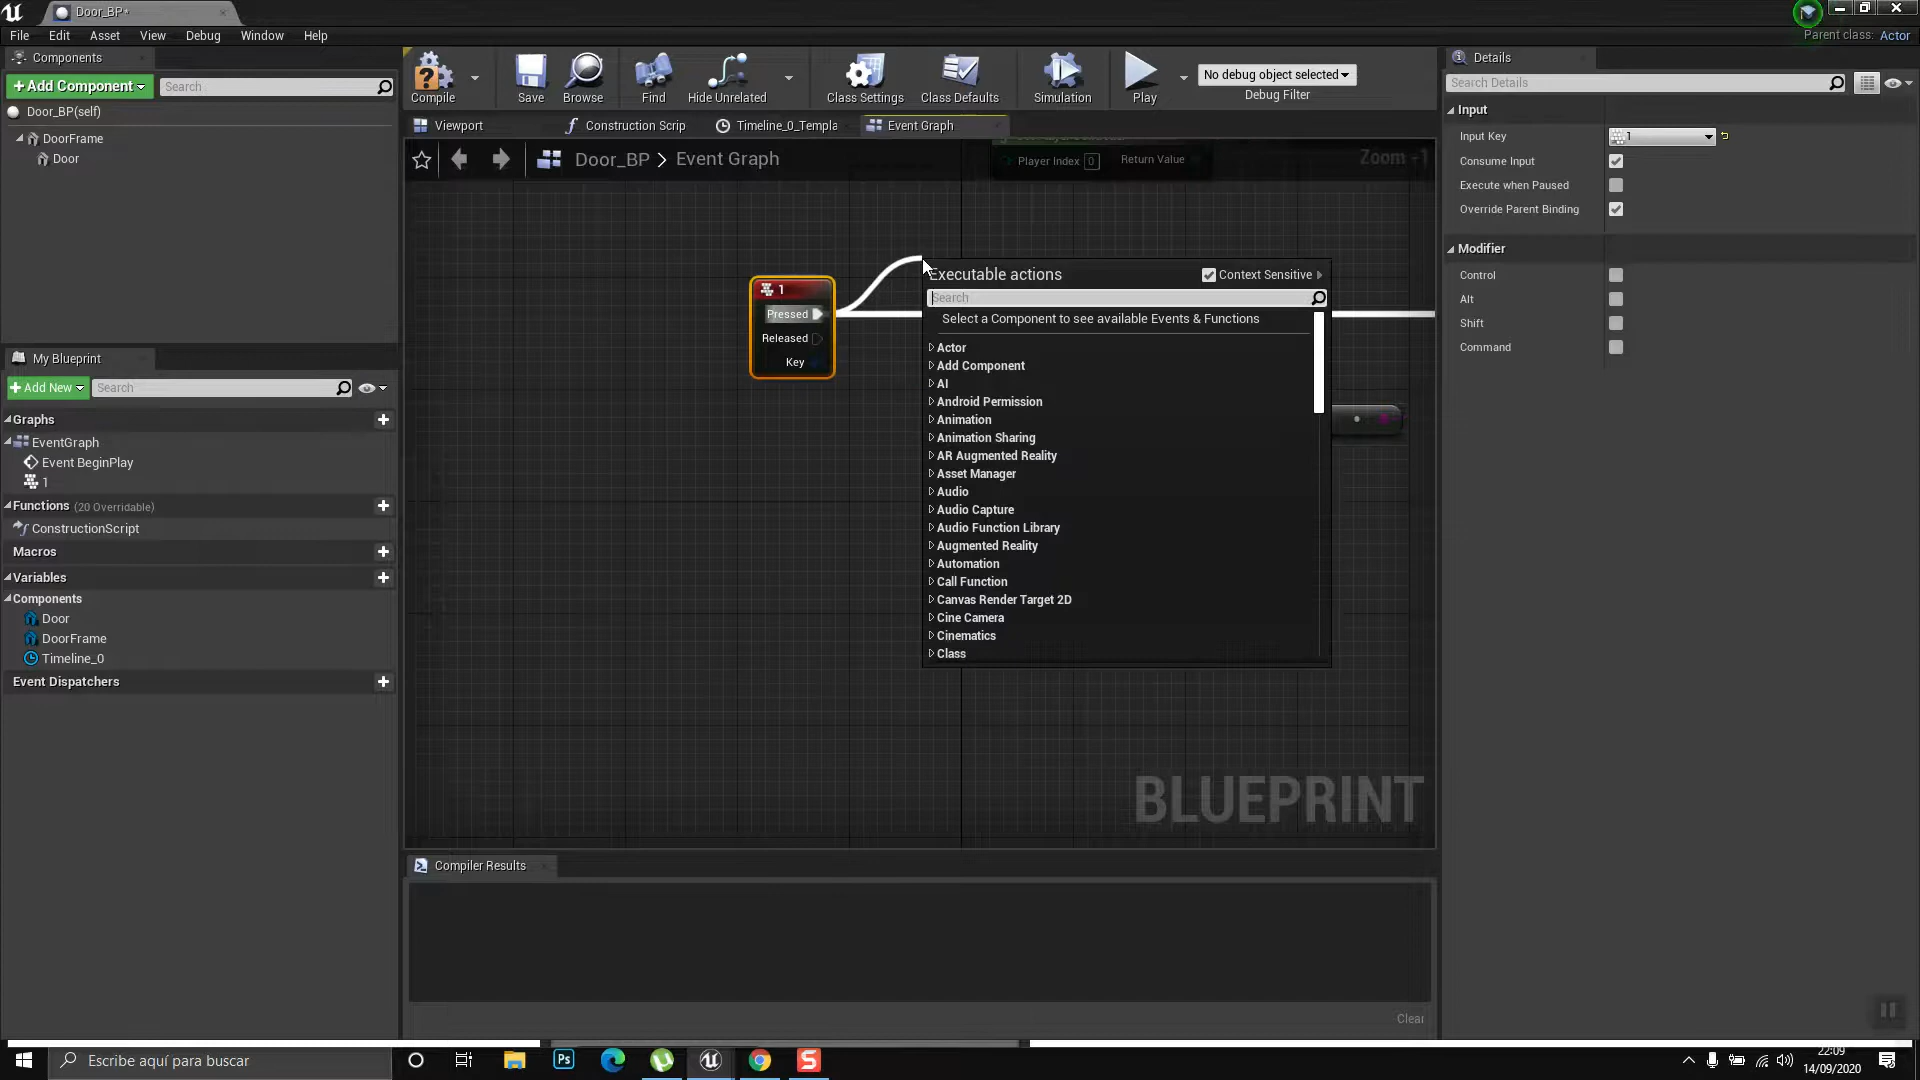 Door_BP*
File Edit Asset View Debug Window Help
Parent class: Actor
Components
+Add Component
Search
Door_BP(self)
DoorFrame
Door
Compile
Save
Browse
Find
Hide Unrelated
Class Settings
Class Defaults
Simulation
Play
No debug object selected
Debug Filter
Viewport
Construction Scrip
Timeline_0_Templa
Event Graph
Door_BP > Event Graph
Player Index 0 Return Value
Zoom -1
1
Pressed
Released
Key
Executable actions
Context Sensitive
Search
Select a Component to see available Events & Functions
Actor
Add Component
AI
Android Permission
Animation
Animation Sharing
AR Augmented Reality
Asset Manager
Audio
Audio Capture
Audio Function Library
Augmented Reality
Automation
Call Function
Canvas Render Target 2D
Cine Camera
Cinematics
Class
BLUEPRINT
My Blueprint
+Add New
Search
Graphs
EventGraph
Event BeginPlay
1
Functions (20 Overridable)
ConstructionScript
Macros
Variables
Components
Door
DoorFrame
Timeline_0
Event Dispatchers
Compiler Results
Clear
Details
Search Details
Input
Input Key 1
Consume Input
Execute when Paused
Override Parent Binding
Modifier
Control
Alt
Shift
Command
Escribe aquí para buscar
Ps
S
22:09
14/09/2020